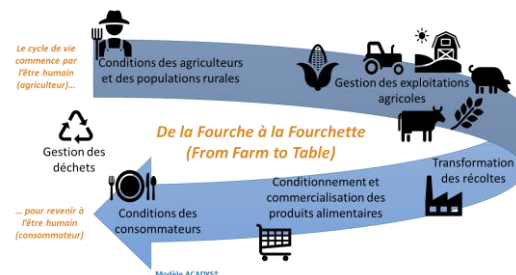 Le cycle de vie
commence par
l'être humain
(agriculteur)...
Conditions des agriculteurs
et des populations rurales
Gestion des exploitations
agricoles
De la Fourche à la Fourchette
(From Farm to Table)
Gestion des
déchets
Transformation
des récoltes
Conditionnement et
commercialisation des
produits alimentaires
Conditions des
consommateurs
... pour revenir à
l'être humain
(consommateur)
Modèle ACADYS®